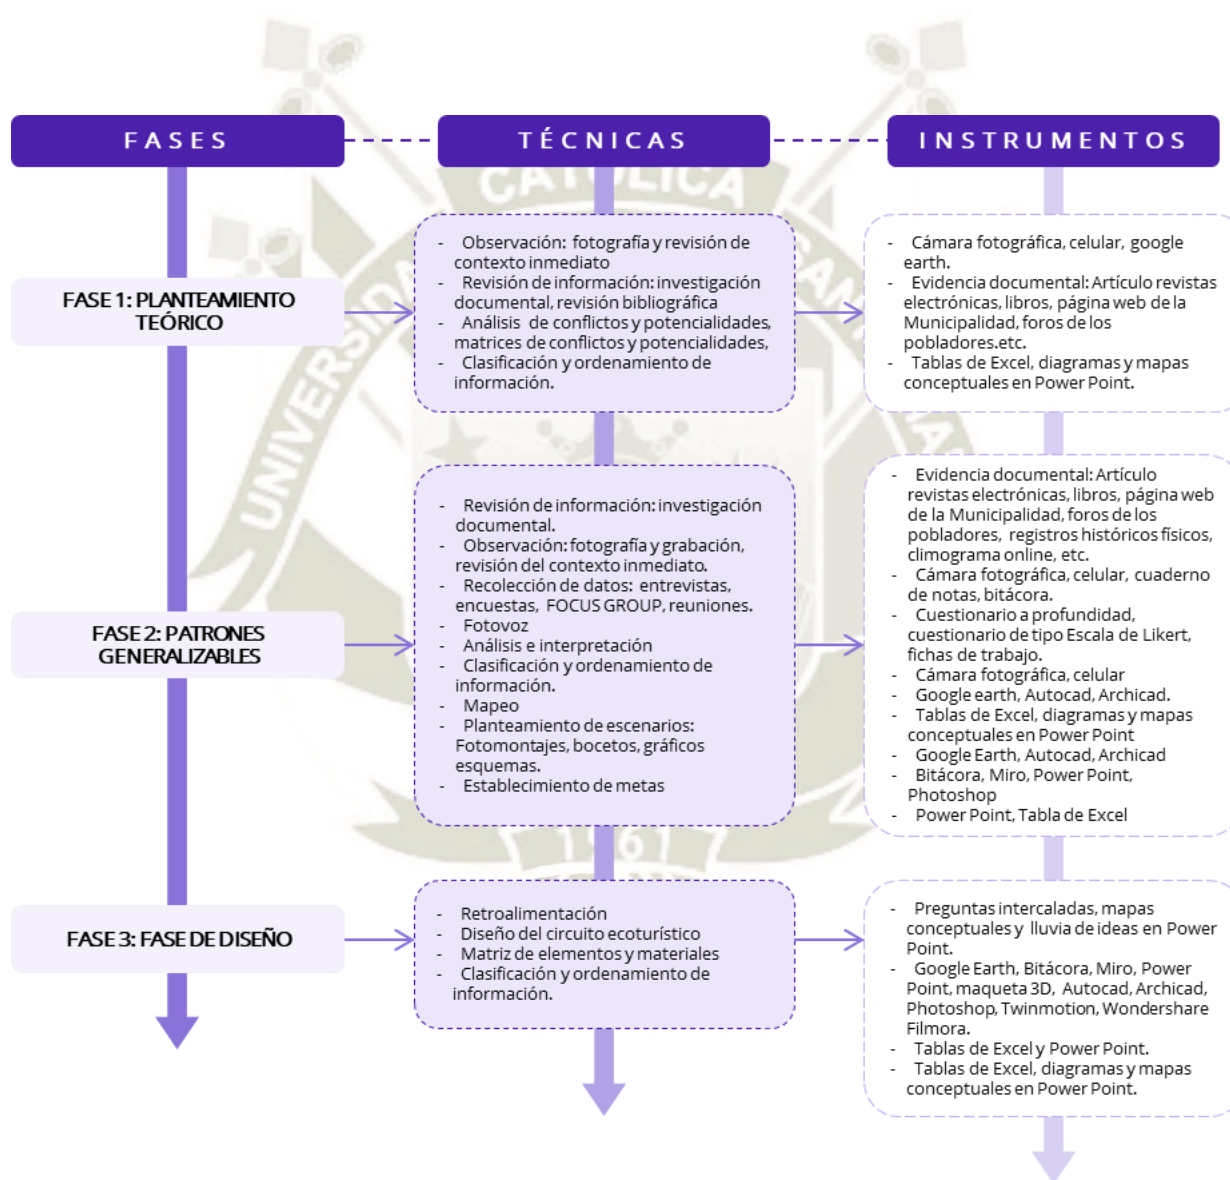 FASES
TÉCNICAS
INSTRUMENTOS
FASE 1: PLANTEAMIENTO
TEÓRICO
- Observación: fotografía y revisión de
contexto inmediato
- Revisión de información: investigación
documental, revisión bibliográfica
- Análisis de conflictos y potencialidades,
matrices de conflictos y potencialidades,
- Clasificación y ordenamiento de
información.
- Cámara fotográfica, celular, google
earth.
- Evidencia documental: Artículo
revistas electrónicas, libros, página web de la
Municipalidad, foros de los
pobladores.etc.
- Tablas de Excel, diagramas y mapas
conceptuales en Power Point.
FASE 2: PATRONES
GENERALIZABLES
- Revisión de información: investigación
documental.
- Observación: fotografía y grabación,
revisión del contexto inmediato.
- Recolección de datos: entrevistas,
encuestas, FOCUS GROUP, reuniones.
- Fotovoz
- Análisis e interpretación
- Clasificación y ordenamiento de
información.
- Mapeo
- Planteamiento de escenarios:
Fotomontajes, bocetos, gráficos
esquemas.
- Establecimiento de metas
- Evidencia documental: Artículo
revistas electrónicas, libros, página web
de la Municipalidad, foros de los
pobladores, registros históricos físicos,
climograma online, etc.
- Cámara fotográfica, celular, cuaderno
de notas, bitácora.
- Cuestionario a profundidad,
cuestionario de tipo Escala de Likert,
fichas de trabajo.
- Cámara fotográfica, celular
- Google earth, Autocad, Archicad.
- Tablas de Excel, diagramas y mapas
conceptuales en Power Point
- Google Earth, Autocad, Archicad
- Bitácora, Miro, Power Point,
Photoshop
- Power Point, Tabla de Excel
FASE 3: FASE DE DISEÑO
- Retroalimentación
- Diseño del circuito ecoturístico
- Matriz de elementos y materiales
- Clasificación y ordenamiento de
información.
- Preguntas intercaladas, mapas
conceptuales y lluvia de ideas en Power
Point.
- Google Earth, Bitácora, Miro, Power
Point, maqueta 3D, Autocad, Archicad,
Photoshop, Twinmotion, Wondershare
Filmora.
- Tablas de Excel y Power Point.
- Tablas de Excel, diagramas y mapas
conceptuales en Power Point.
CATÓLICA
1961